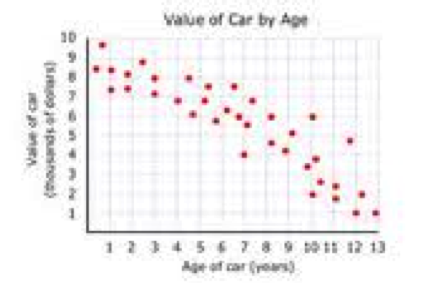 Value of Car by Age
Value of car
(thousands of dollars)
10
9
8
7
6
5
4
3
2
1
1 2 3 4 5 6 7 8 9 10 11 12 13
Age of car (years)